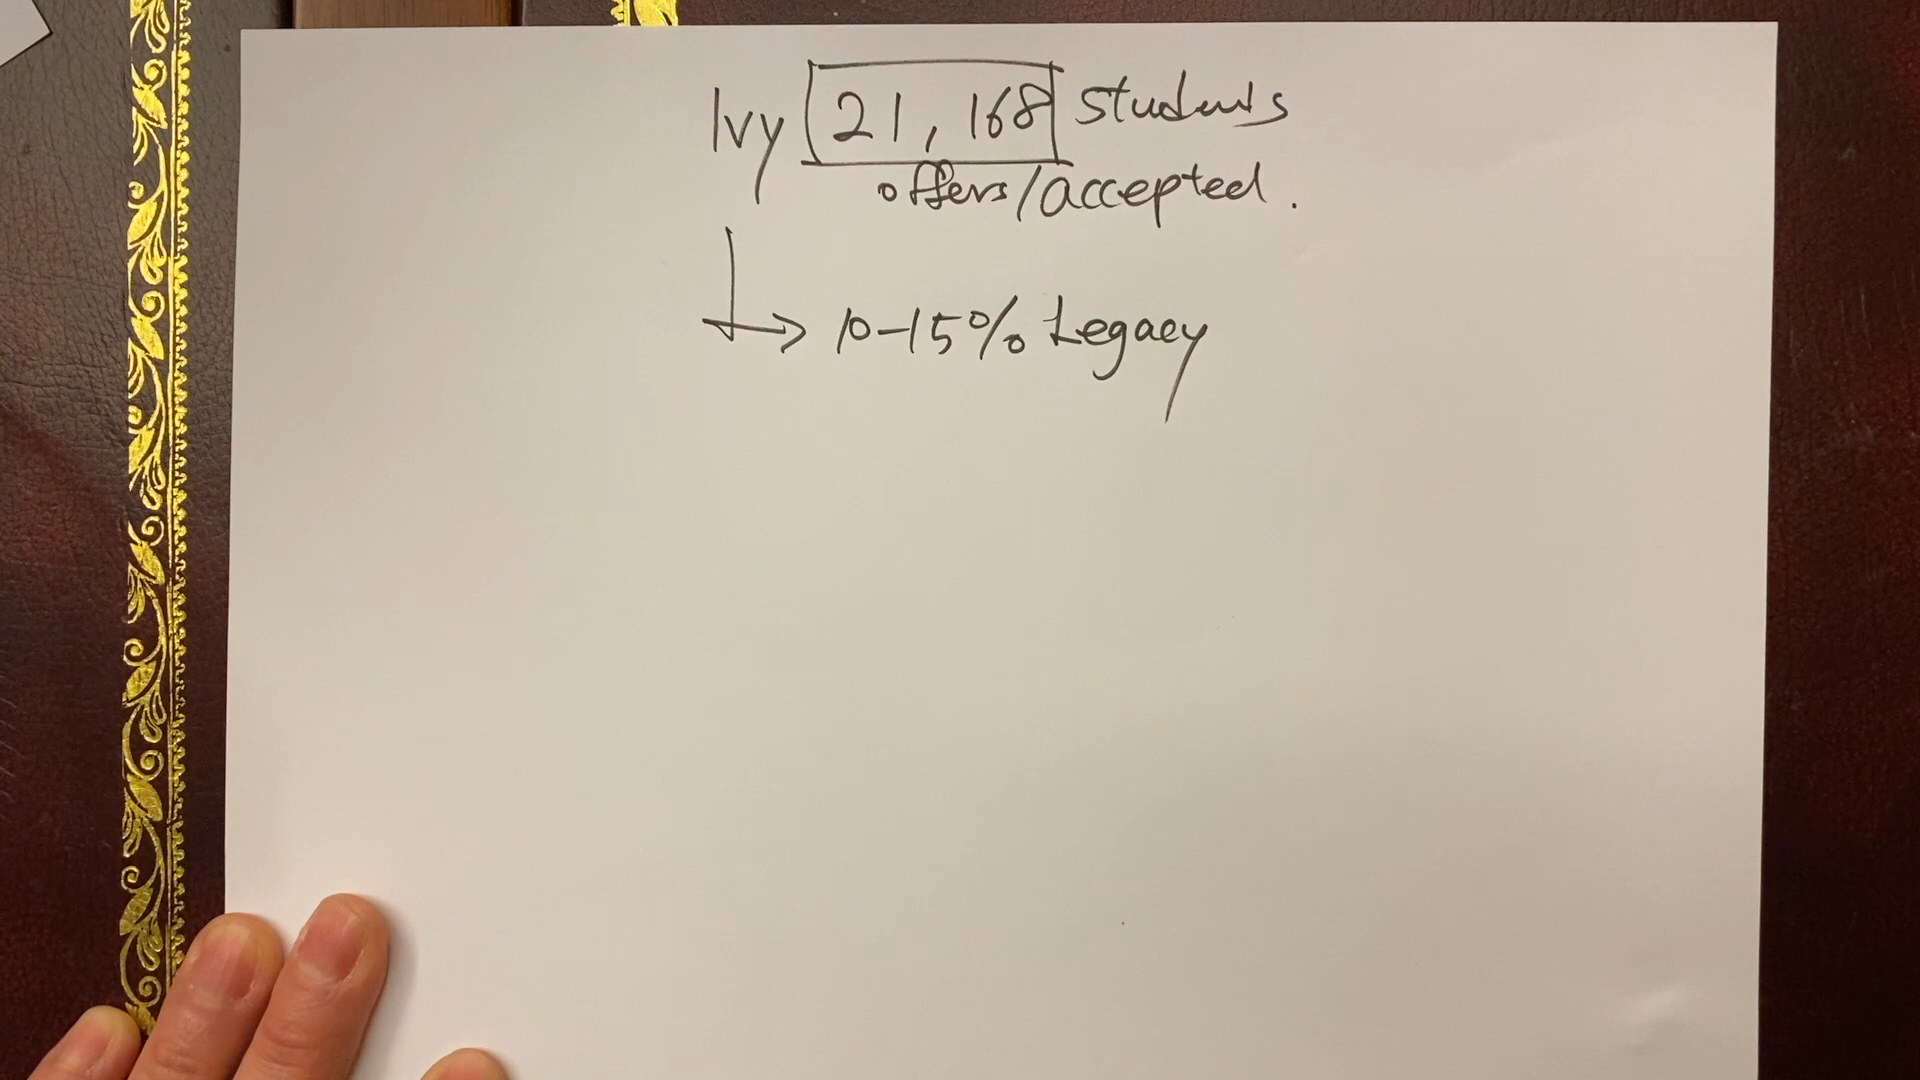 Ivy 21,168 students
offers/accepted.
→ 10-15% Legacy